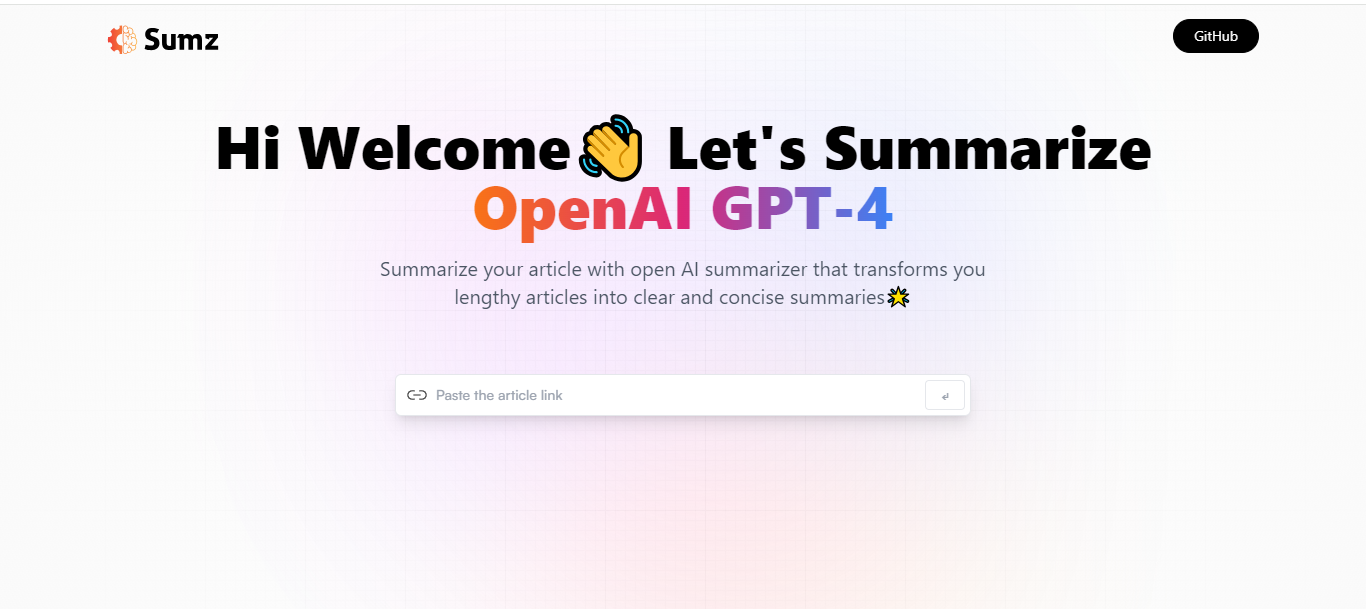 Sumz
GitHub
Hi Welcome👋 Let's Summarize
OpenAI GPT-4
Summarize your article with open AI summarizer that transforms you
lengthy articles into clear and concise summaries🌟
Paste the article link
↵